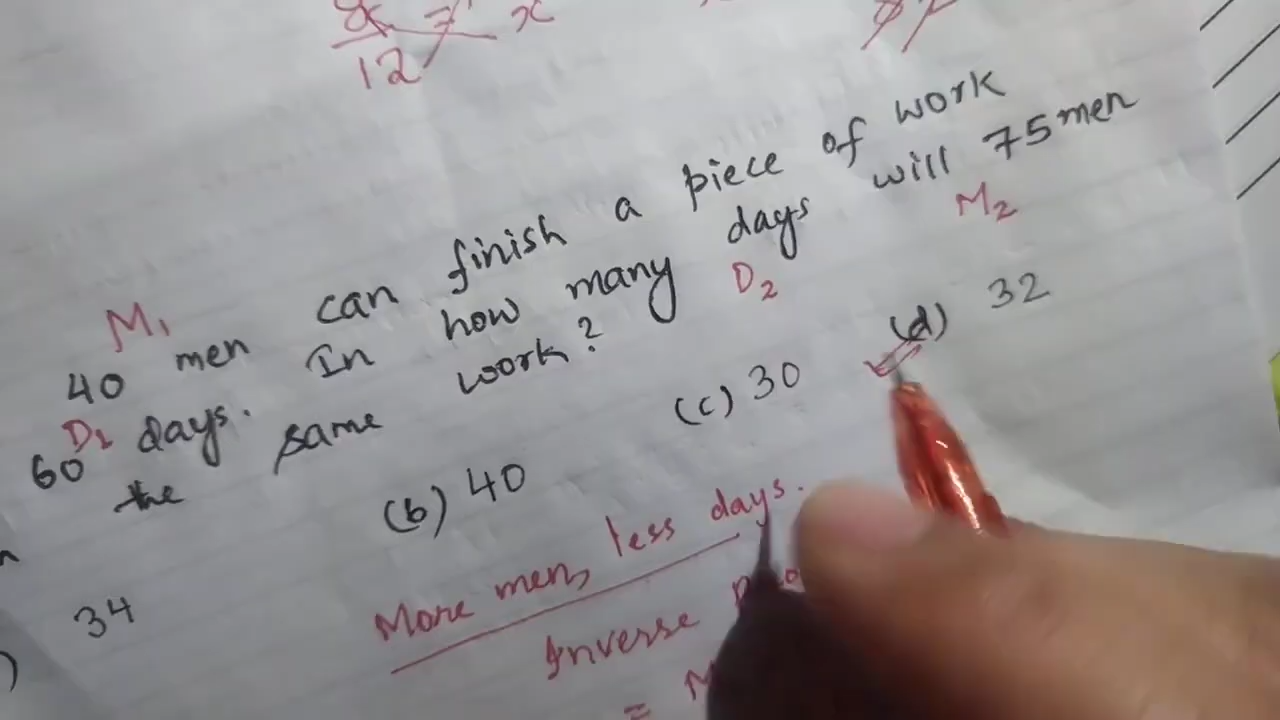 12
x
M1
40 men can finish a piece of work
D1
60 days. In how many days will 75 men
D2
M2
the same work?
34 (b) 40 (c) 30 (d) 32
More men, less days.
Inverse
= M